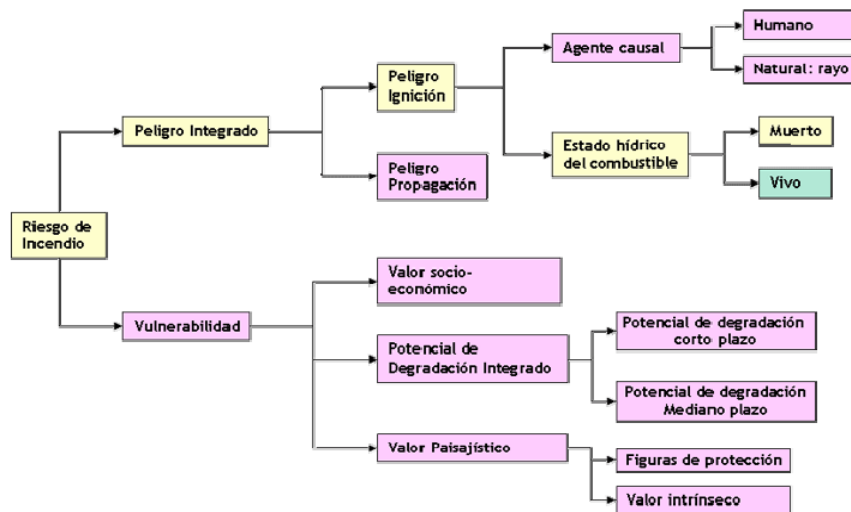 Humano
Agente causal
Natural: rayo
Peligro
Ignición
Peligro Integrado
Muerto
Estado hídrico
del combustible
Peligro
Propagación
Vivo
Riesgo de
Incendio
Valor socio-
económico
Vulnerabilidad
Potencial de degradación
corto plazo
Potencial de
Degradación Integrado
Potencial de degradación
Mediano plazo
Valor Paisajístico
Figuras de protección
Valor intrínseco